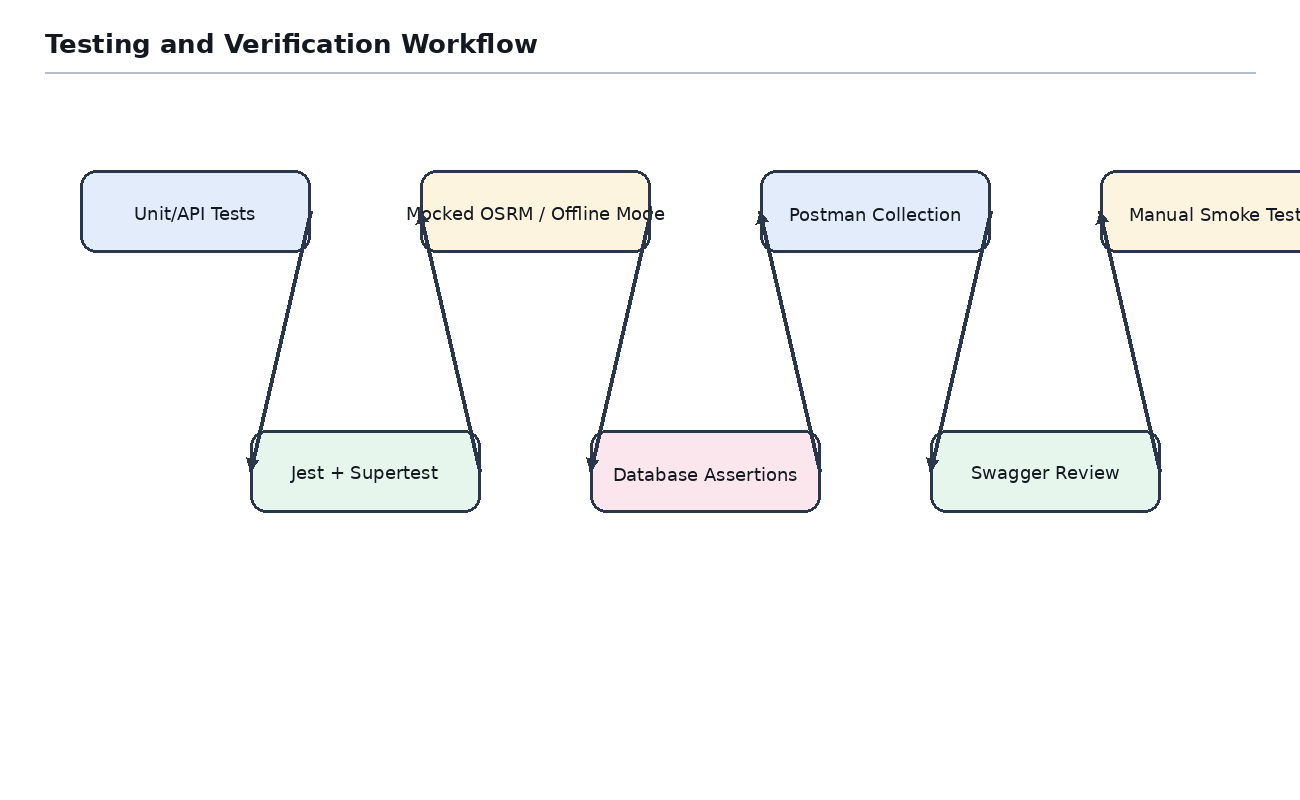 Testing and Verification Workflow
Unit/API Tests
Mocked OSRM / Offline Mode
Postman Collection
Manual Smoke Test
Jest + Supertest
Database Assertions
Swagger Review